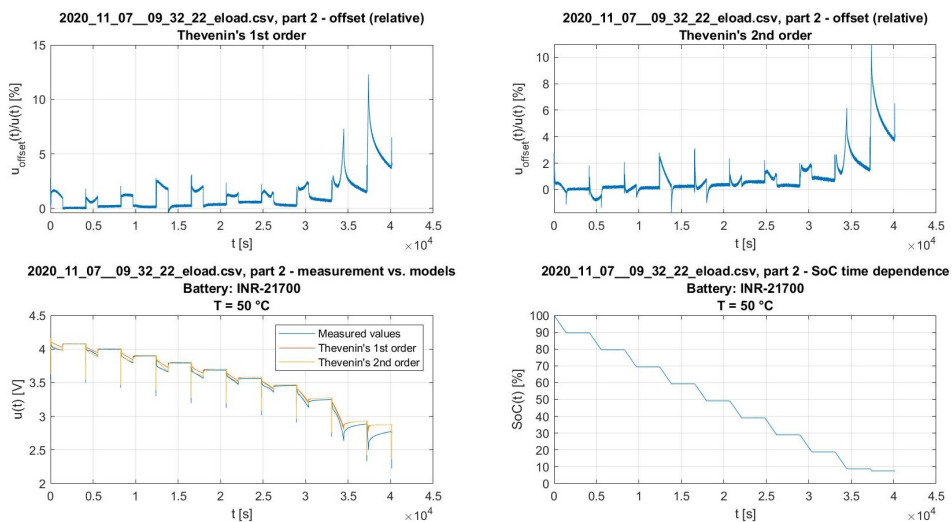 2020_11_07__09_32_22_eload.csv, part 2 - offset (relative)
Thevenin's 1st order
15
10
5
0
u_offset(t)/u(t) [%]
0 0.5 1 1.5 2 2.5 3 3.5 4 4.5
t [s]
×10^4
2020_11_07__09_32_22_eload.csv, part 2 - offset (relative)
Thevenin's 2nd order
10
8
6
4
2
0
u_offset(t)/u(t) [%]
0 0.5 1 1.5 2 2.5 3 3.5 4 4.5
t [s]
×10^4
2020_11_07__09_32_22_eload.csv, part 2 - measurement vs. models
Battery: INR-21700
T = 50 °C
4.5
4
3.5
3
2.5
2
u(t) [V]
Measured values
Thevenin's 1st order
Thevenin's 2nd order
0 0.5 1 1.5 2 2.5 3 3.5 4 4.5
t [s]
×10^4
2020_11_07__09_32_22_eload.csv, part 2 - SoC time dependence
Battery: INR-21700
T = 50 °C
100
90
80
70
60
50
40
30
20
10
0
SoC(t) [%]
0 0.5 1 1.5 2 2.5 3 3.5 4 4.5
t [s]
×10^4